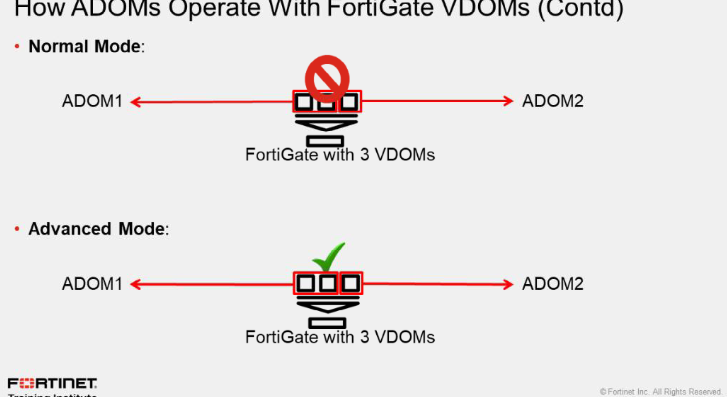 How ADOMs Operate With FortiGate VDOMs (Contd)
• Normal Mode:
ADOM1
ADOM2
FortiGate with 3 VDOMs
• Advanced Mode:
ADOM1
ADOM2
FortiGate with 3 VDOMs
FORTINET
Training Institute
© Fortinet Inc. All Rights Reserved.